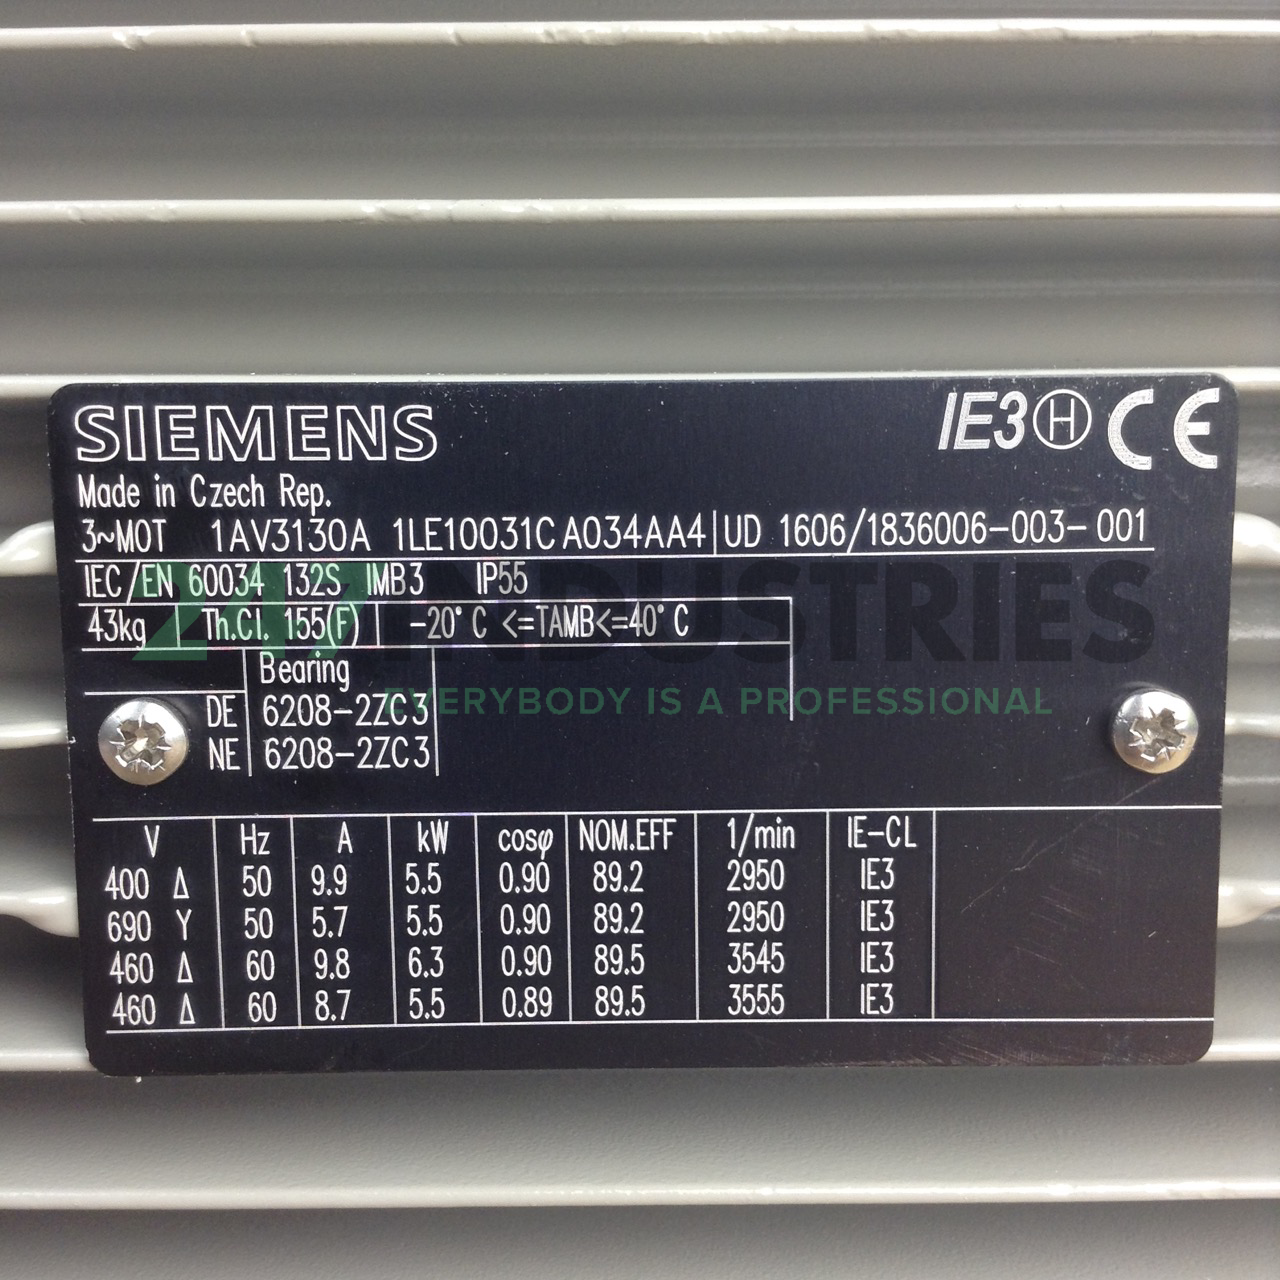 SIEMENS IE3 H CE
Made in Czech Rep.
3~MOT 1AV3130A 1LE10031CA034AA4 UD 1606/1836006-003-001
IEC/EN 60034 132S IMB3 IP55
43kg Th.Cl. 155(F) -20°C <=TAMB<=40°C
247 INDUSTRIES
EVERYBODY IS A PROFESSIONAL
Bearing
DE 6208-2ZC3
NE 6208-2ZC3
V Hz A kW cosφ NOM.EFF 1/min IE-CL
400 Δ 50 9.9 5.5 0.90 89.2 2950 IE3
690 Y 50 5.7 5.5 0.90 89.2 2950 IE3
460 Δ 60 9.8 6.3 0.90 89.5 3545 IE3
460 Δ 60 8.7 5.5 0.89 89.5 3555 IE3